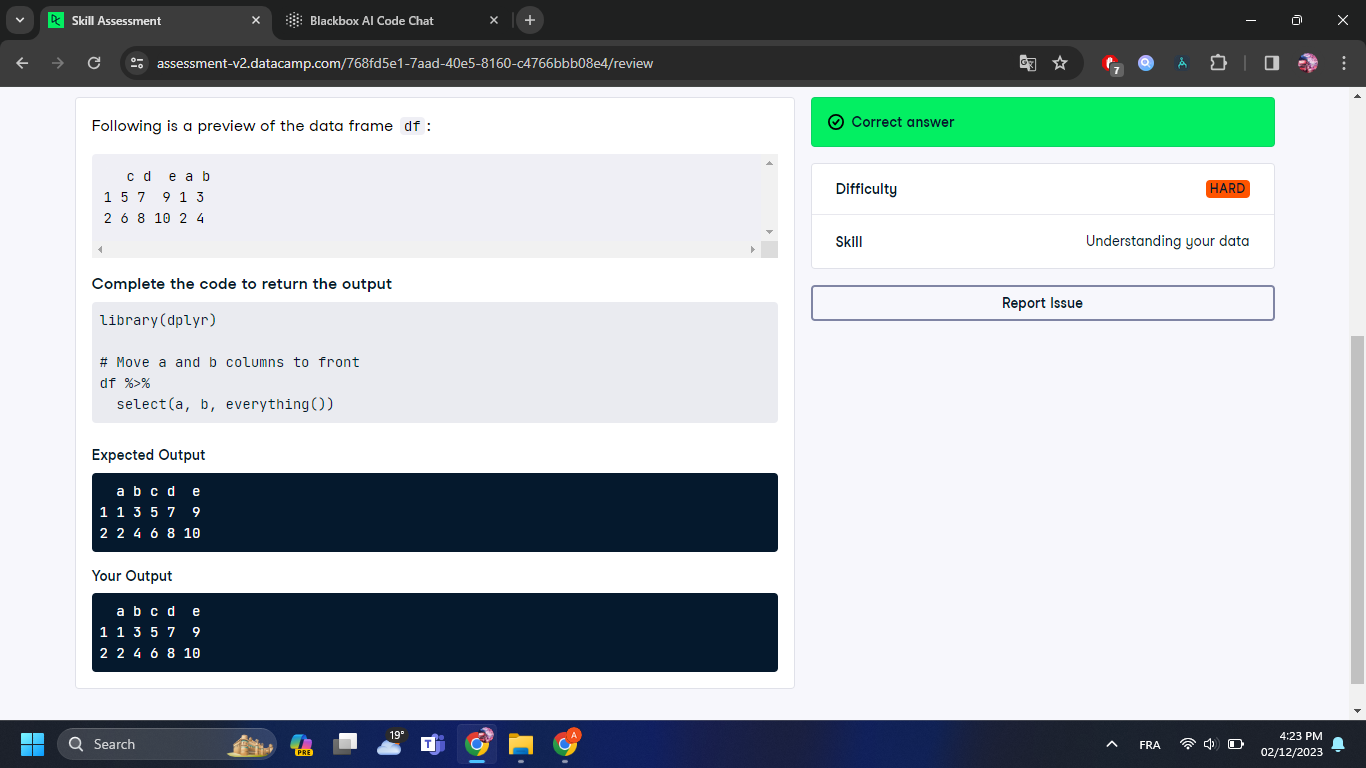 Skill Assessment
Blackbox AI Code Chat
assessment-v2.datacamp.com/768fd5e1-7aad-40e5-8160-c4766bbb08e4/review
7
Following is a preview of the data frame df :
c d  e a b
1 5 7  9 1 3
2 6 8 10 2 4
Complete the code to return the output
library(dplyr)
# Move a and b columns to front
df %>%
  select(a, b, everything())
Expected Output
  a b c d  e
1 1 3 5 7  9
2 2 4 6 8 10
Your Output
  a b c d  e
1 1 3 5 7  9
2 2 4 6 8 10
Correct answer
Difficulty HARD
Skill Understanding your data
Report Issue
Search
PRE
19°
A
FRA
4:23 PM
02/12/2023